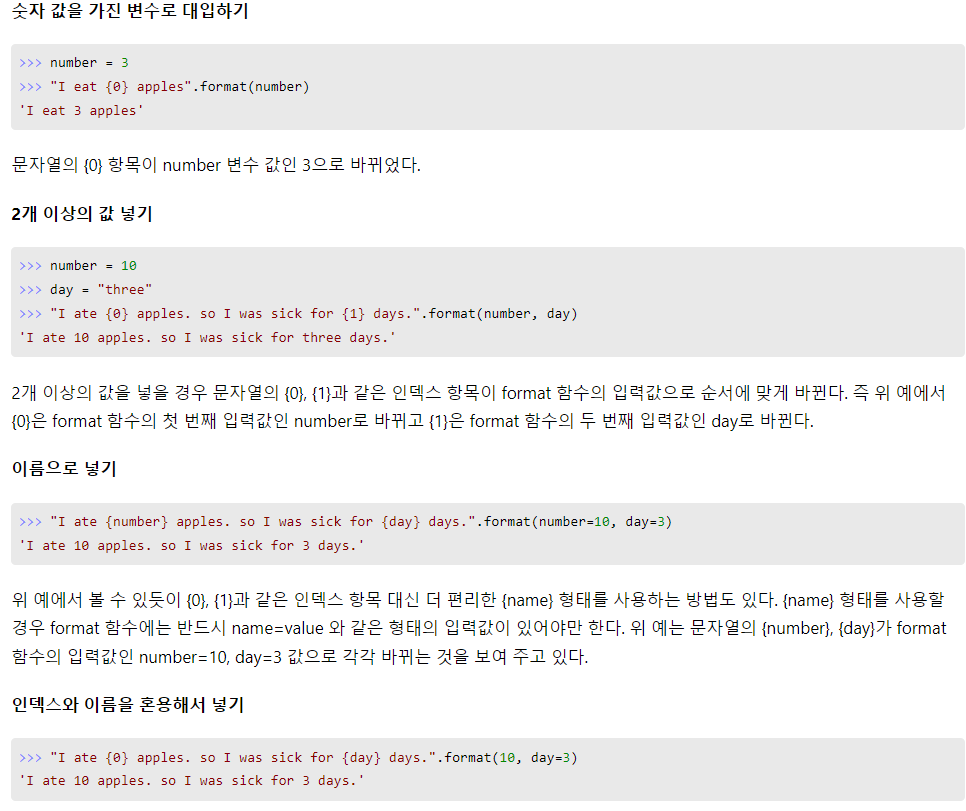 숫자 값을 가진 변수로 대입하기
>>> number = 3
>>> "I eat {0} apples".format(number)
'I eat 3 apples'
문자열의 {0} 항목이 number 변수 값인 3으로 바뀌었다.
2개 이상의 값 넣기
>>> number = 10
>>> day = "three"
>>> "I ate {0} apples. so I was sick for {1} days.".format(number, day)
'I ate 10 apples. so I was sick for three days.'
2개 이상의 값을 넣을 경우 문자열의 {0}, {1}과 같은 인덱스 항목이 format 함수의 입력값으로 순서에 맞게 바뀐다. 즉 위 예에서
{0}은 format 함수의 첫 번째 입력값인 number로 바뀌고 {1}은 format 함수의 두 번째 입력값인 day로 바뀐다.
이름으로 넣기
>>> "I ate {number} apples. so I was sick for {day} days.".format(number=10, day=3)
'I ate 10 apples. so I was sick for 3 days.'
위 예에서 볼 수 있듯이 {0}, {1}과 같은 인덱스 항목 대신 더 편리한 {name} 형태를 사용하는 방법도 있다. {name} 형태를 사용할
경우 format 함수에는 반드시 name=value 와 같은 형태의 입력값이 있어야만 한다. 위 예는 문자열의 {number}, {day}가 format
함수의 입력값인 number=10, day=3 값으로 각각 바뀌는 것을 보여 주고 있다.
인덱스와 이름을 혼용해서 넣기
>>> "I ate {0} apples. so I was sick for {day} days.".format(10, day=3)
'I ate 10 apples. so I was sick for 3 days.'